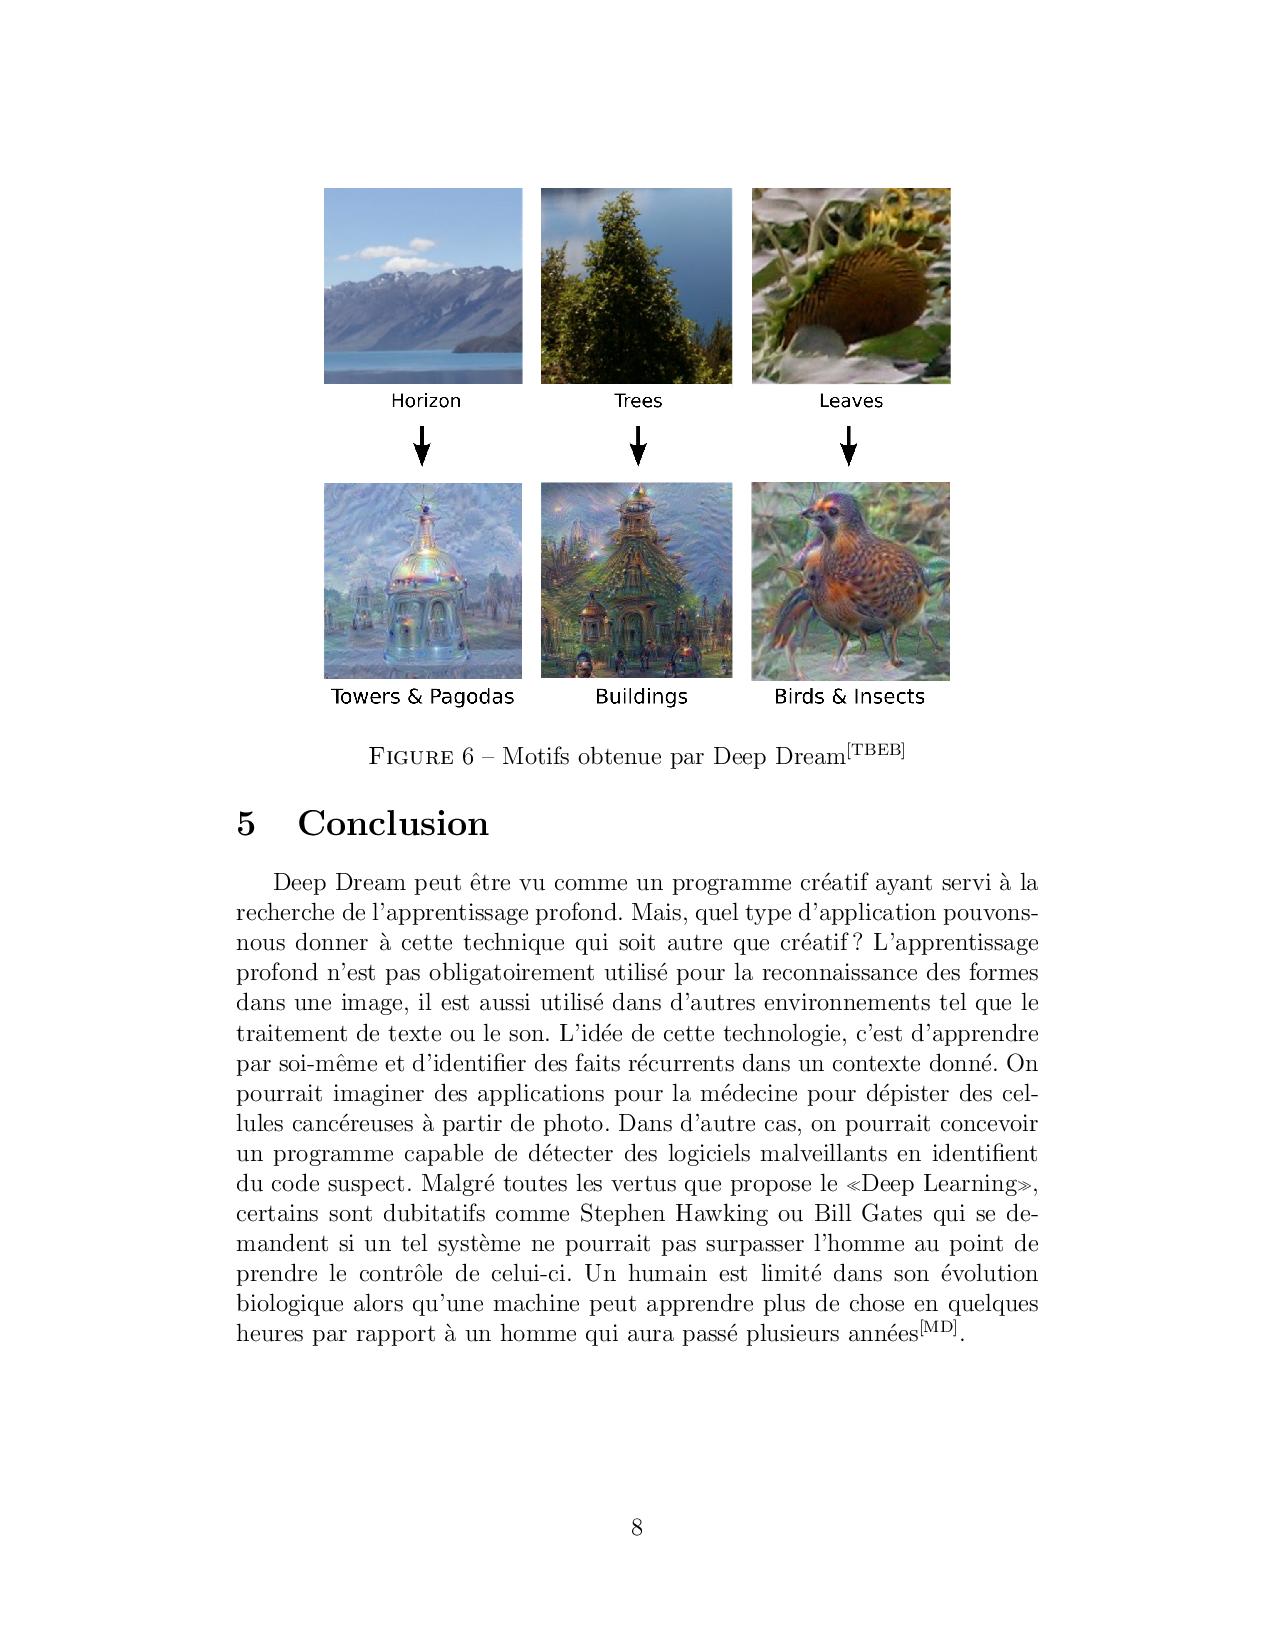 Horizon Trees Leaves
Towers & Pagodas Buildings Birds & Insects
Figure 6 – Motifs obtenue par Deep Dream[TBEB]
5 Conclusion
Deep Dream peut être vu comme un programme créatif ayant servi à la
recherche de l'apprentissage profond. Mais, quel type d'application pouvons-
nous donner à cette technique qui soit autre que créatif ? L'apprentissage
profond n'est pas obligatoirement utilisé pour la reconnaissance des formes
dans une image, il est aussi utilisé dans d'autres environnements tel que le
traitement de texte ou le son. L'idée de cette technologie, c'est d'apprendre
par soi-même et d'identifier des faits récurrents dans un contexte donné. On
pourrait imaginer des applications pour la médecine pour dépister des cel-
lules cancéreuses à partir de photo. Dans d'autre cas, on pourrait concevoir
un programme capable de détecter des logiciels malveillants en identifient
du code suspect. Malgré toutes les vertus que propose le «Deep Learning»,
certains sont dubitatifs comme Stephen Hawking ou Bill Gates qui se de-
mandent si un tel système ne pourrait pas surpasser l'homme au point de
prendre le contrôle de celui-ci. Un humain est limité dans son évolution
biologique alors qu'une machine peut apprendre plus de chose en quelques
heures par rapport à un homme qui aura passé plusieurs années[MD].
8